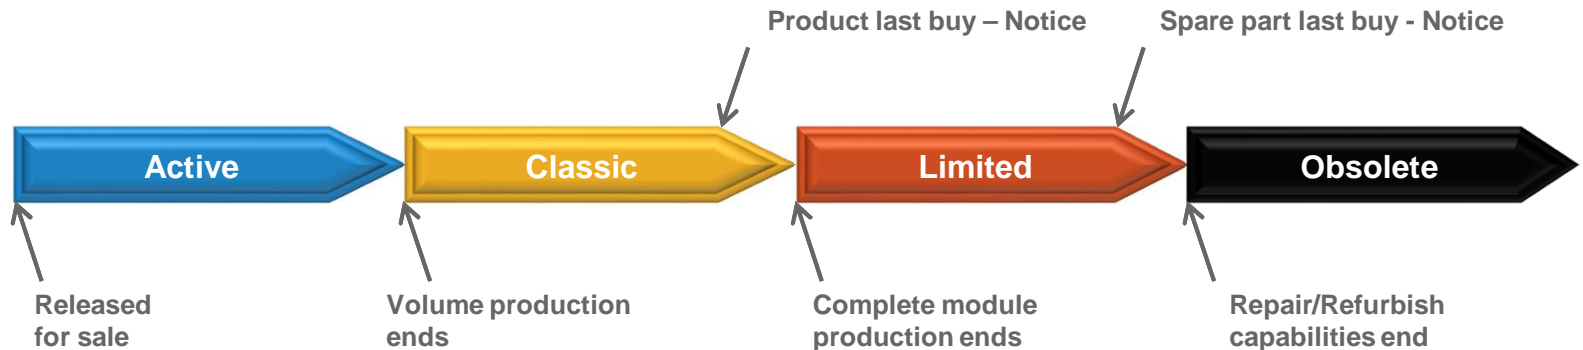 Product last buy – Notice
Spare part last buy - Notice
Active
Classic
Limited
Obsolete
Released
for sale
Volume production
ends
Complete module
production ends
Repair/Refurbish
capabilities end